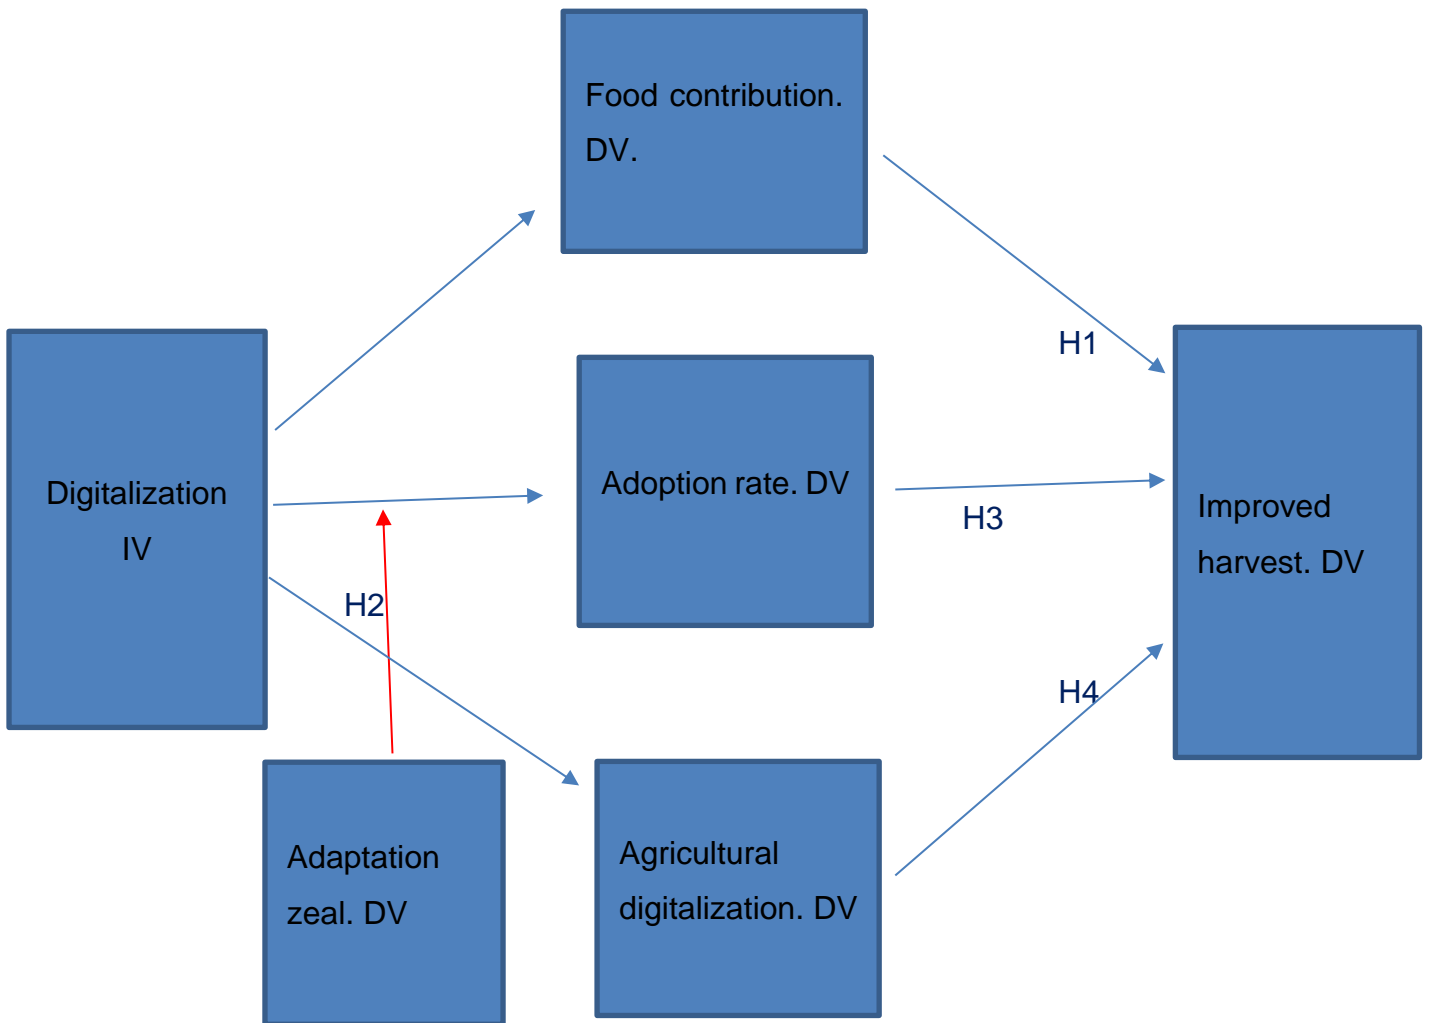 Food contribution.
DV.
H1
Digitalization
IV
Adoption rate. DV
H3
Improved
harvest. DV
H2
H4
Adaptation
zeal. DV
Agricultural
digitalization. DV